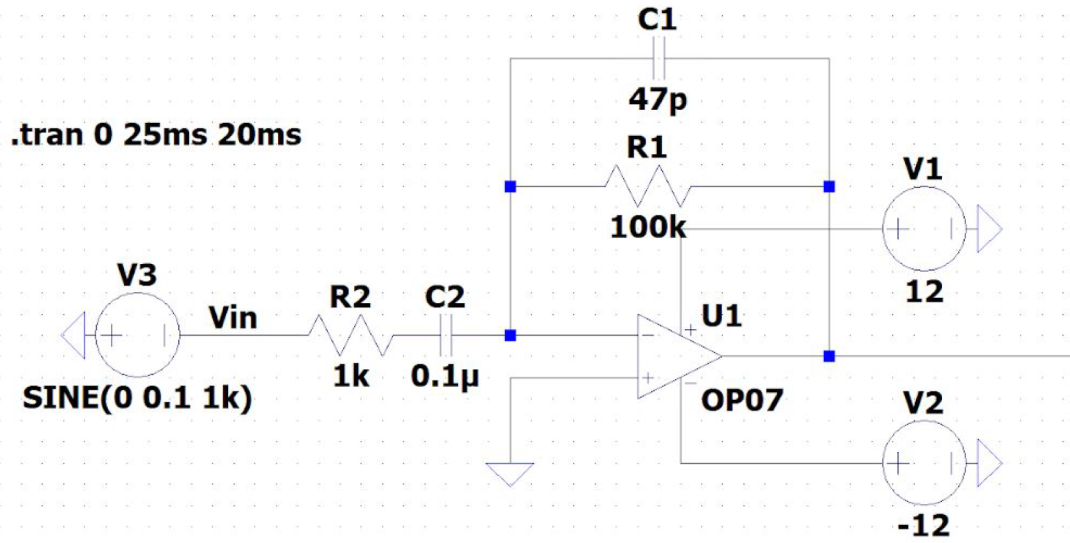 C1
47p
.tran 0 25ms 20ms
R1
100k
V1
12
V3
Vin
R2
C2
U1
1k
0.1µ
SINE(0 0.1 1k)
OP07
V2
-12